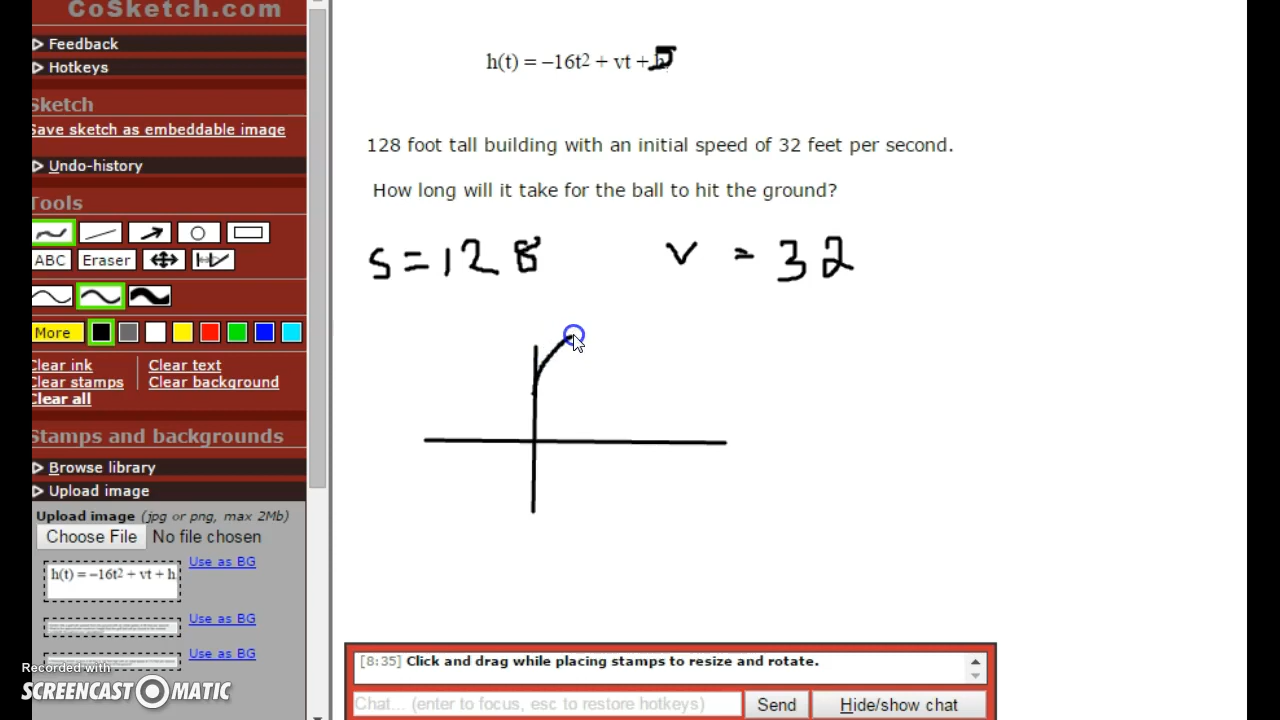 CoSketch.com
Feedback
Hotkeys
Sketch
Save sketch as embeddable image
Undo-history
Tools
ABC Eraser
More
Clear ink Clear text
Clear stamps Clear background
Clear all
Stamps and backgrounds
Browse library
Upload image
Upload image (jpg or png, max 2Mb)
Choose File No file chosen
h(t) = –16t2 + vt + h
Use as BG
Use as BG
Use as BG
Recorded with
SCREENCAST MATIC
h(t) = –16t2 + vt +
128 foot tall building with an initial speed of 32 feet per second.
How long will it take for the ball to hit the ground?
s = 128 v = 32
[8:35] Click and drag while placing stamps to resize and rotate.
Chat... (enter to focus, esc to restore hotkeys) Send Hide/show chat